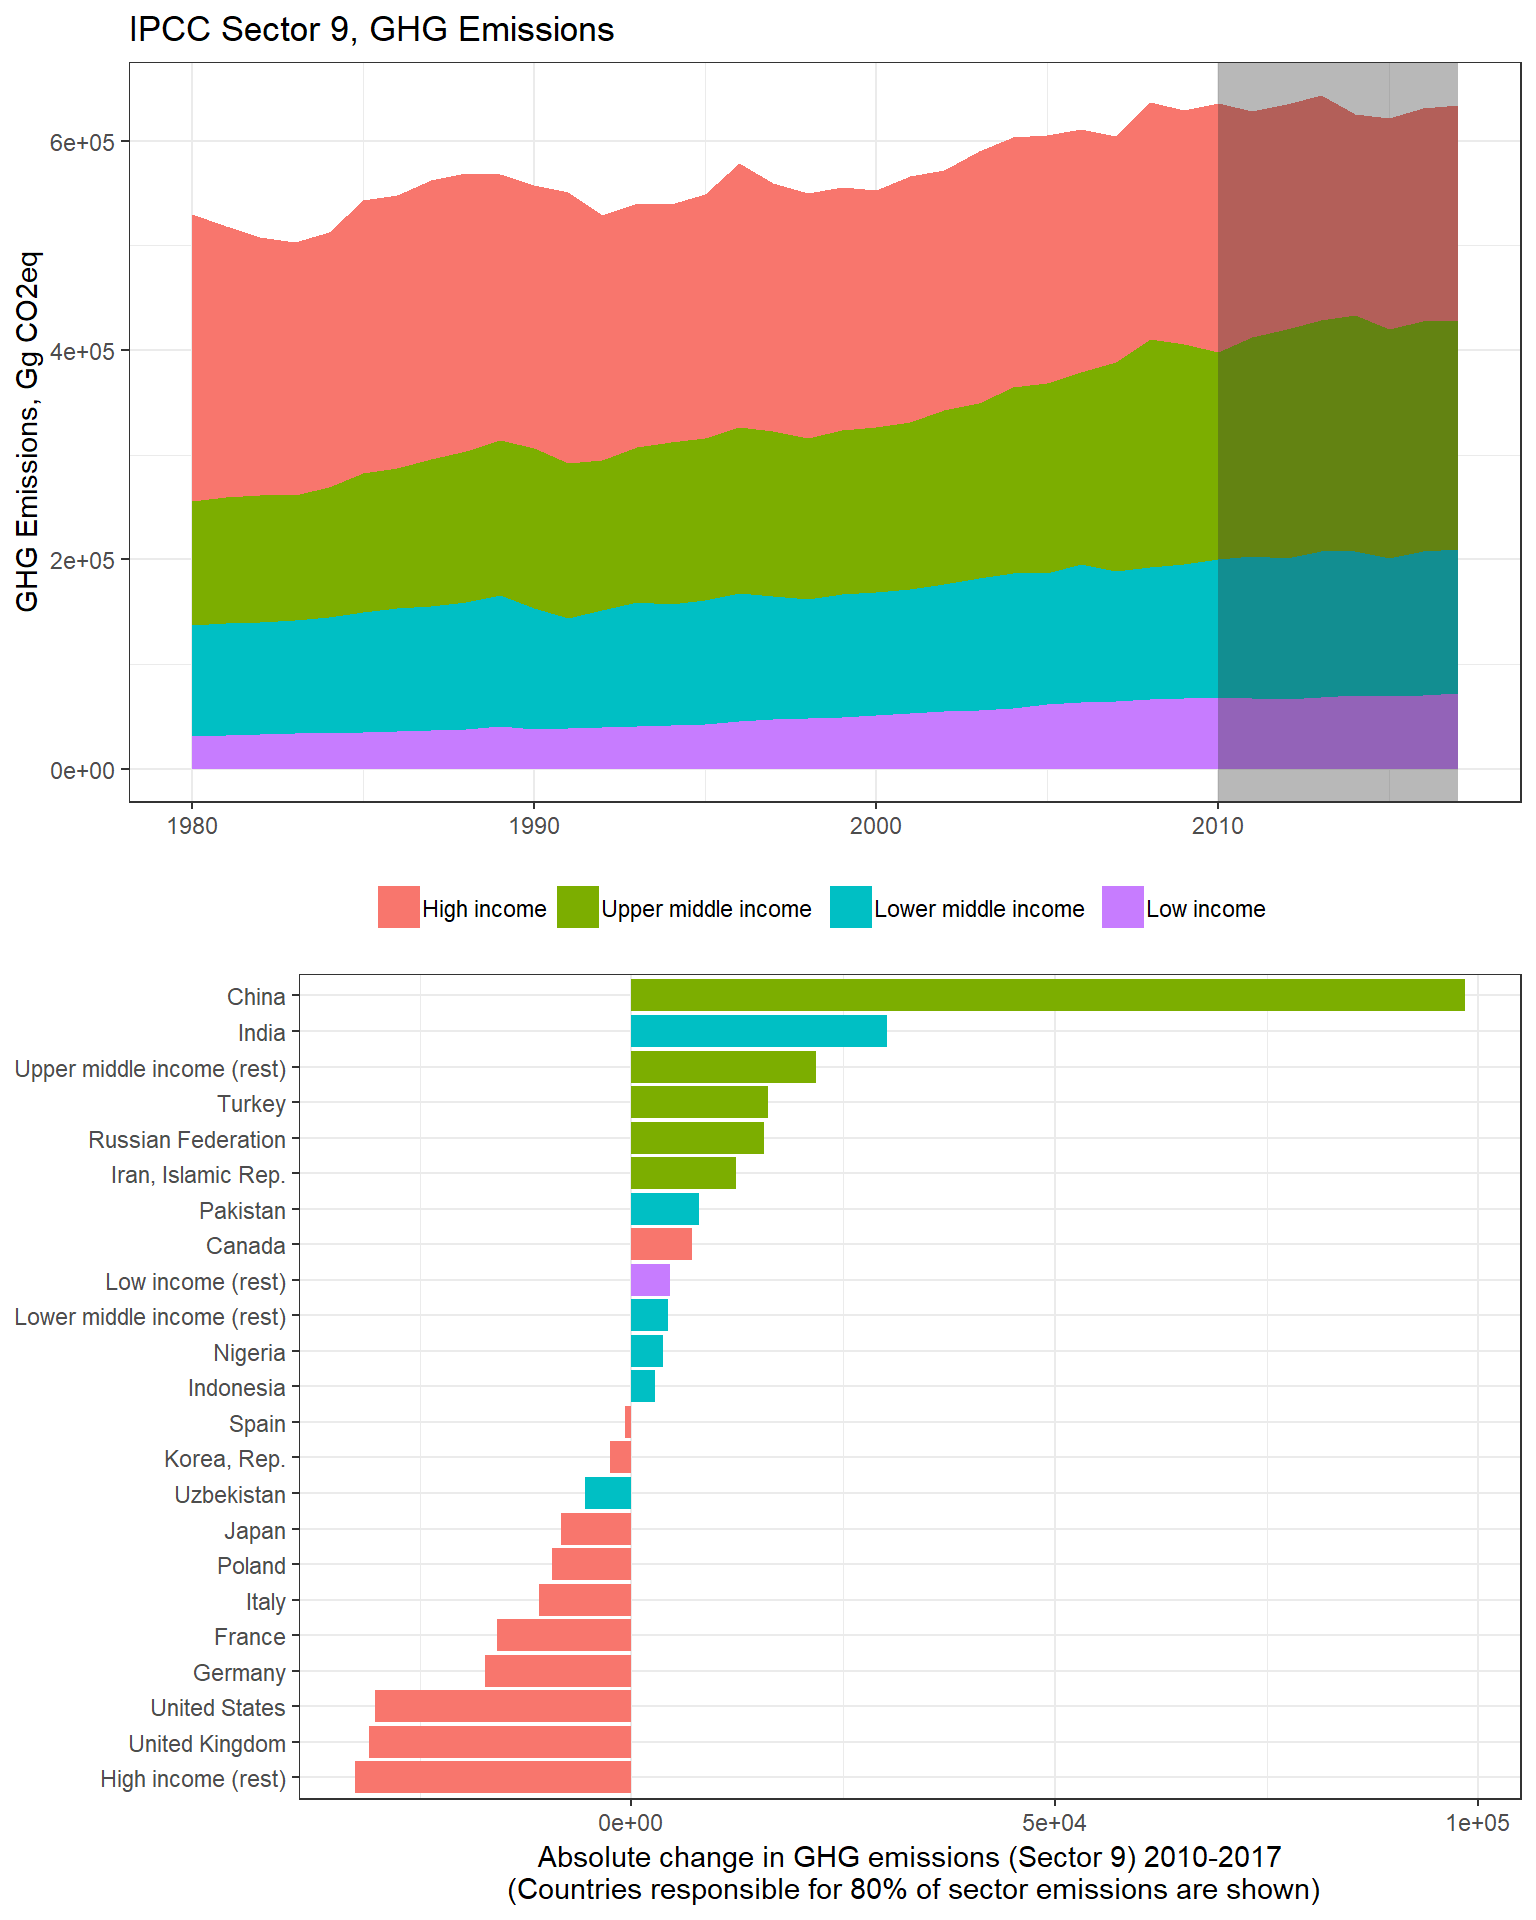 IPCC Sector 9, GHG Emissions
GHG Emissions, Gg CO2eq
6e+05
4e+05
2e+05
0e+00
1980 1990 2000 2010
High income Upper middle income Lower middle income Low income
China
India
Upper middle income (rest)
Turkey
Russian Federation
Iran, Islamic Rep.
Pakistan
Canada
Low income (rest)
Lower middle income (rest)
Nigeria
Indonesia
Spain
Korea, Rep.
Uzbekistan
Japan
Poland
Italy
France
Germany
United States
United Kingdom
High income (rest)
0e+00 5e+04 1e+05
Absolute change in GHG emissions (Sector 9) 2010-2017
(Countries responsible for 80% of sector emissions are shown)